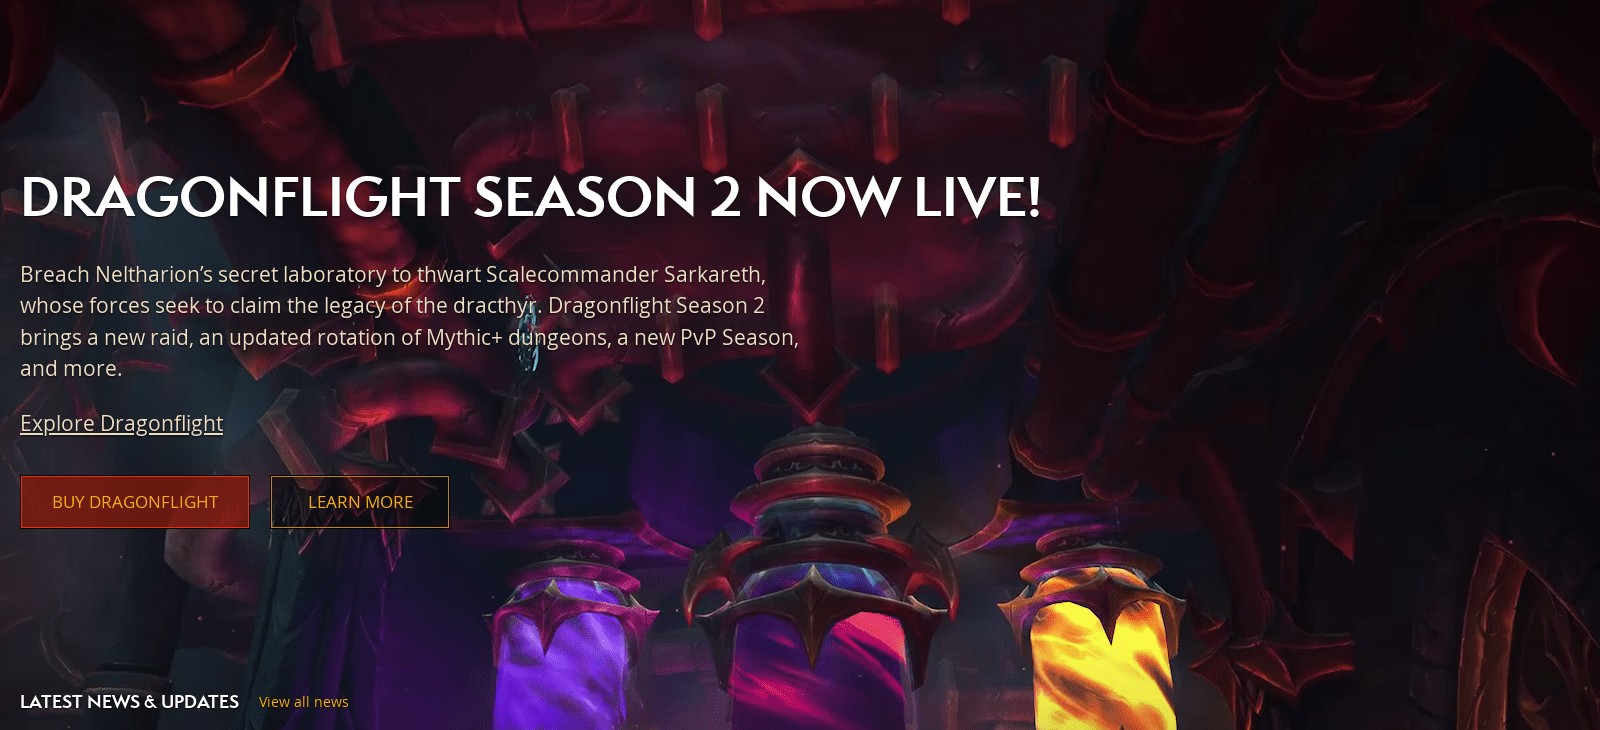 DRAGONFLIGHT SEASON 2 NOW LIVE!
Breach Neltharion’s secret laboratory to thwart Scalecommander Sarkareth,
whose forces seek to claim the legacy of the dracthyr. Dragonflight Season 2
brings a new raid, an updated rotation of Mythic+ dungeons, a new PvP Season,
and more.
Explore Dragonflight
BUY DRAGONFLIGHT LEARN MORE
LATEST NEWS & UPDATES View all news